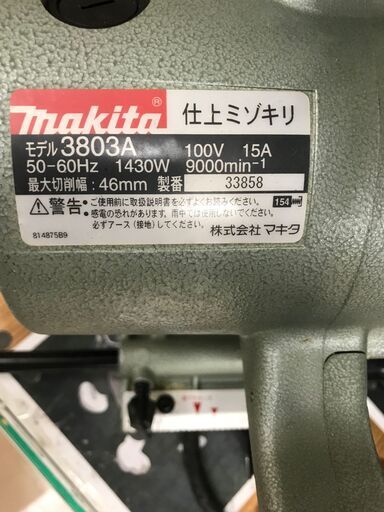 makita® 仕上ミゾキリ
モデル 3803A 100V 15A
50-60Hz 1430W 9000min⁻¹
最大切削幅:46mm 製番 33858
⚠警告 ●ご使用前に取扱説明書を必ずよくお読みください。
●感電の恐れがあります。雨中では使用しないでください。
必ずアース(接地)してください。
154
814875B9 株式会社 マキタ